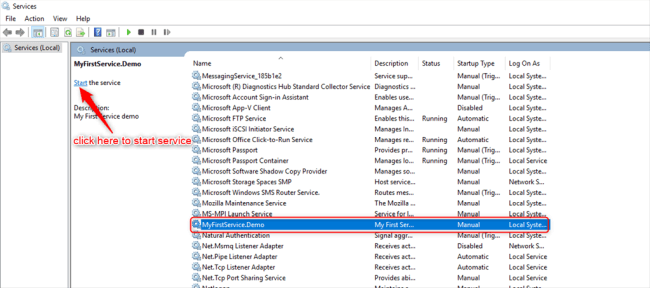 Services
File Action View Help
Services (Local)
Services (Local)
MyFirstService.Demo
Start the service
Description:
My First Service demo
click here to start service
Name Description Status Startup Type Log On As
MessagingService_185b1e2 Service sup... Manual (Trig... Local Syste...
Microsoft (R) Diagnostics Hub Standard Collector Service Diagnostics ... Manual Local Syste...
Microsoft Account Sign-in Assistant Enables use... Manual (Trig... Local Syste...
Microsoft App-V Client Manages A... Disabled Local Syste...
Microsoft FTP Service Enables this... Running Automatic Local Syste...
Microsoft iSCSI Initiator Service Manages In... Manual Local Syste...
Microsoft Office Click-to-Run Service Manages re... Running Automatic Local Syste...
Microsoft Passport Provides pr... Running Manual (Trig... Local Syste...
Microsoft Passport Container Manages lo... Running Manual (Trig... Local Service
Microsoft Software Shadow Copy Provider Manages so... Manual Local Syste...
Microsoft Storage Spaces SMP Host service... Manual Network S...
Microsoft Windows SMS Router Service. Routes mes... Manual (Trig... Local Syste...
Mozilla Maintenance Service The Mozilla ... Manual Local Syste...
MS-MPI Launch Service Service for l... Manual Local Syste...
MyFirstService.Demo My First Ser... Manual Local Syste...
Natural Authentication Signal aggr... Manual (Trig... Local Syste...
Net.Msmq Listener Adapter Receives act... Disabled Network S...
Net.Pipe Listener Adapter Receives act... Automatic Local Service
Net.Tcp Listener Adapter Receives act... Automatic Local Service
Net.Tcp Port Sharing Service Provides abi... Manual Local Service